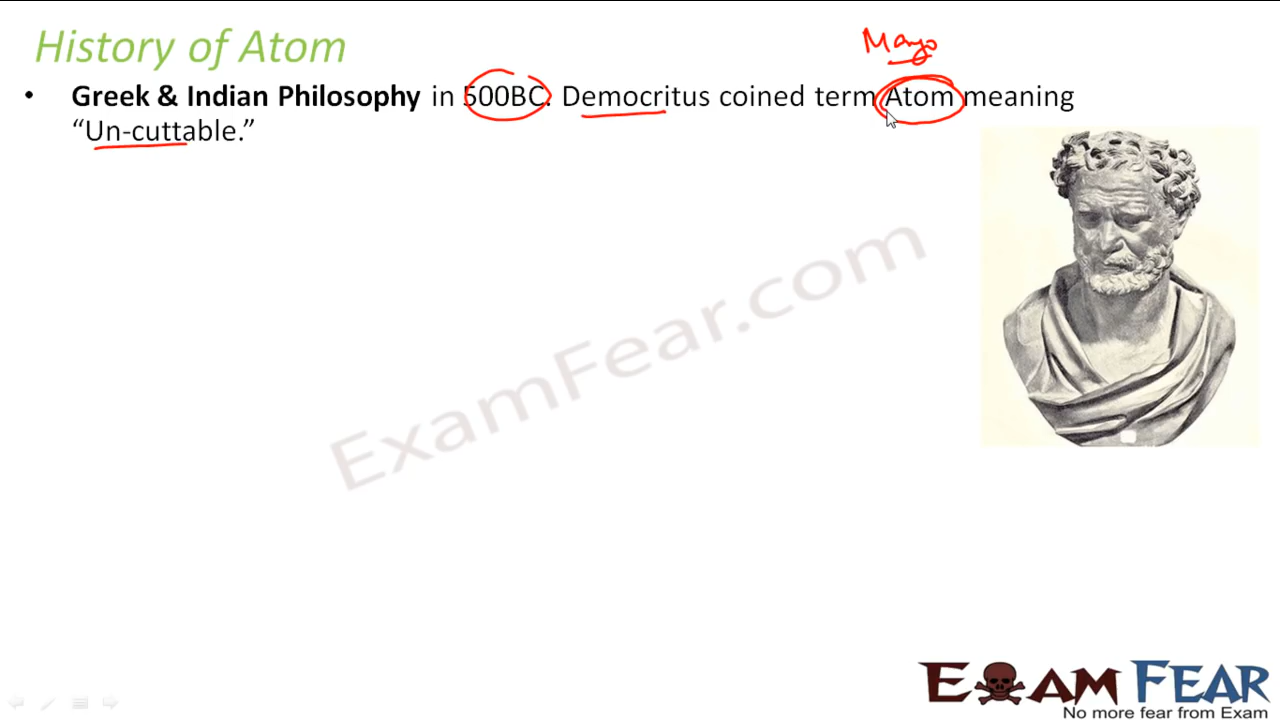 History of Atom
Mango
• Greek & Indian Philosophy in 500BC. Democritus coined term Atom meaning
“Un-cuttable.”
ExamFear.com
EXAM FEAR
No more fear from Exam